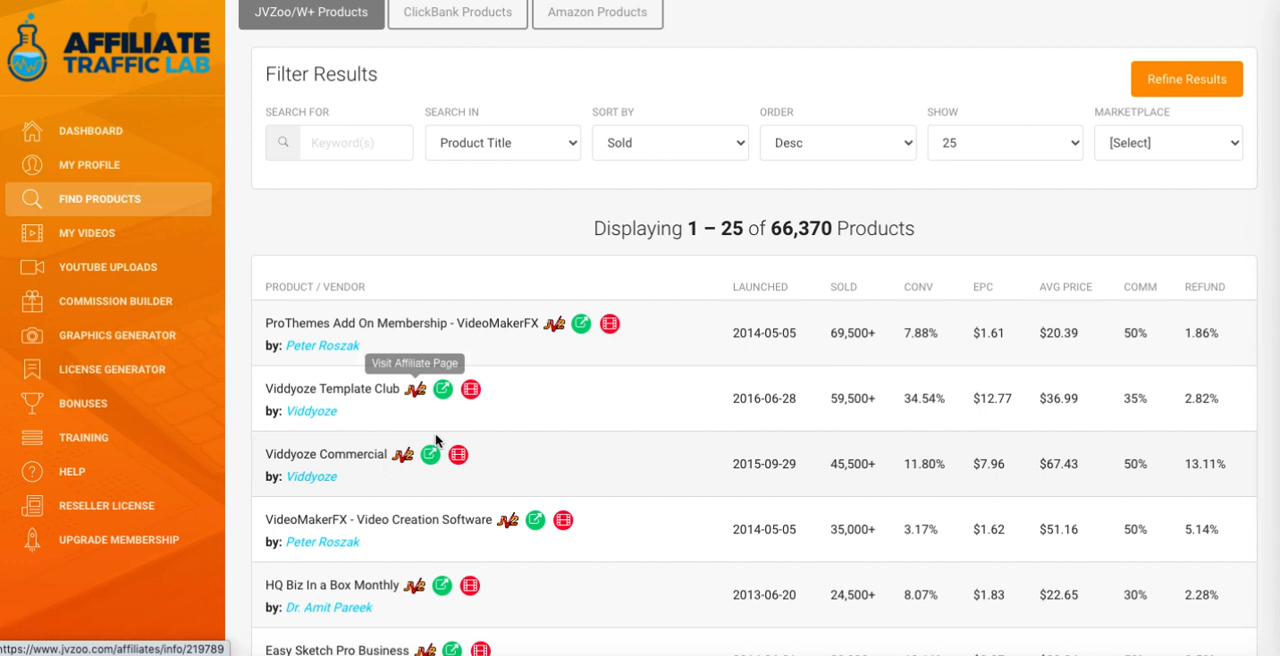 JVZoo/W+ Products ClickBank Products Amazon Products
AFFILIATE
TRAFFIC LAB
Filter Results
Refine Results
SEARCH FOR SEARCH IN SORT BY ORDER SHOW MARKETPLACE
Keyword(s) Product Title Sold Desc 25 [Select]
DASHBOARD
MY PROFILE
FIND PRODUCTS
MY VIDEOS
YOUTUBE UPLOADS
COMMISSION BUILDER
GRAPHICS GENERATOR
LICENSE GENERATOR
BONUSES
TRAINING
HELP
RESELLER LICENSE
UPGRADE MEMBERSHIP
Displaying 1 – 25 of 66,370 Products
PRODUCT / VENDOR LAUNCHED SOLD CONV EPC AVG PRICE COMM REFUND
ProThemes Add On Membership - VideoMakerFX JVZ 2014-05-05 69,500+ 7.88% $1.61 $20.39 50% 1.86%
by: Peter Roszak
Visit Affiliate Page
Viddyoze Template Club JVZ 2016-06-28 59,500+ 34.54% $12.77 $36.99 35% 2.82%
by: Viddyoze
Viddyoze Commercial JVZ 2015-09-29 45,500+ 11.80% $7.96 $67.43 50% 13.11%
by: Viddyoze
VideoMakerFX - Video Creation Software JVZ 2014-05-05 35,000+ 3.17% $1.62 $51.16 50% 5.14%
by: Peter Roszak
HQ Biz In a Box Monthly JVZ 2013-06-20 24,500+ 8.07% $1.83 $22.65 30% 2.28%
by: Dr. Amit Pareek
Easy Sketch Pro Business JVZ
https://www.jvzoo.com/affiliates/info/219789